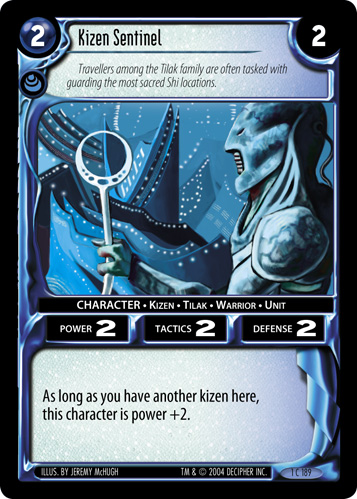 2 Kizen Sentinel 2
Travellers among the Tilak family are often tasked with
guarding the most sacred Shi locations.
CHARACTER • KIZEN • TILAK • WARRIOR • UNIT
POWER 2 TACTICS 2 DEFENSE 2
As long as you have another kizen here,
this character is power +2.
ILLUS. BY JEREMY McHUGH TM & © 2004 DECIPHER INC. 1 C 189